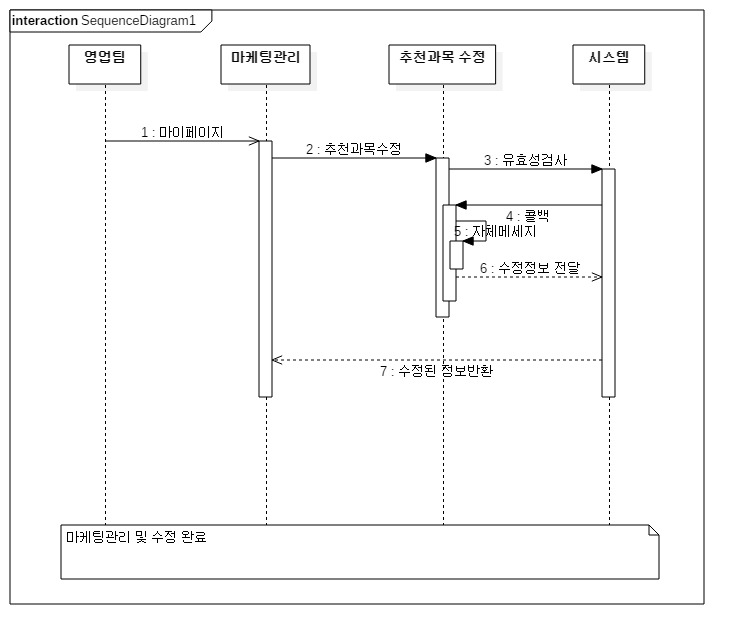 interaction SequenceDiagram1
영업팀
마케팅관리
추천과목 수정
시스템
1 : 마이페이지
2 : 추천과목수정
3 : 유효성검사
4 : 콜백
5 : 자체메세지
6 : 수정정보 전달
7 : 수정된 정보반환
마케팅관리 및 수정 완료